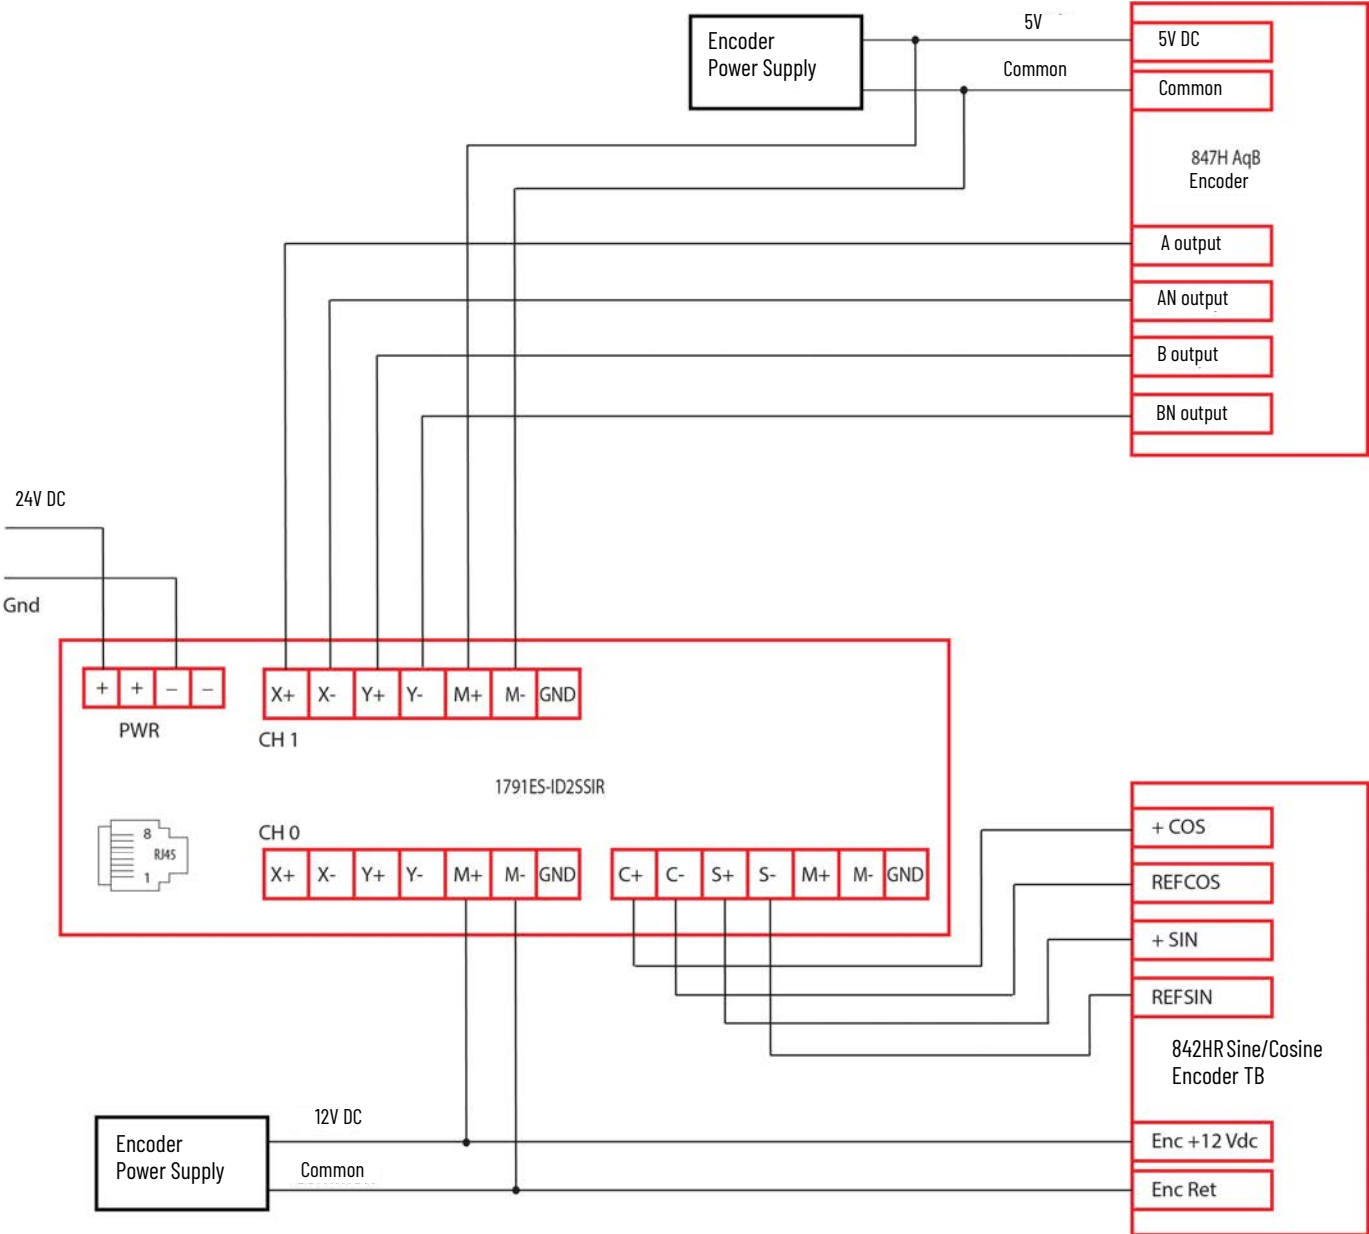 5V
Encoder
Power Supply
5V DC
Common
Common
847H AqB
Encoder
A output
AN output
B output
BN output
24V DC
Gnd
+ + – –
PWR
X+ X- Y+ Y- M+ M- GND
CH 1
1791ES-ID2SSIR
8
RJ45
1
CH 0
X+ X- Y+ Y- M+ M- GND
C+ C- S+ S- M+ M- GND
+ COS
REFCOS
+ SIN
REFSIN
842HR Sine/Cosine
Encoder TB
12V DC
Encoder
Power Supply
Common
Enc +12 Vdc
Enc Ret